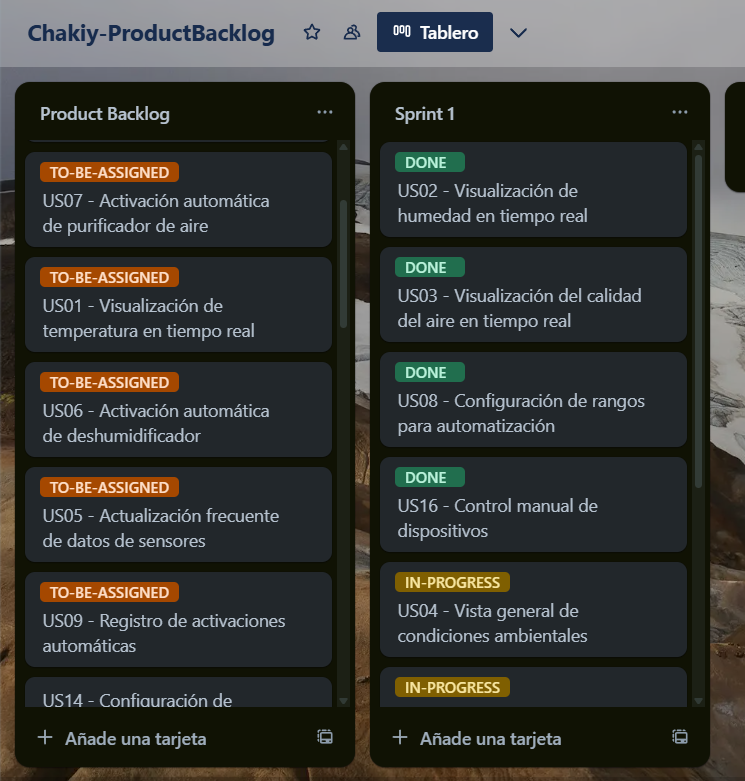 Chakiy-ProductBacklog
Tablero
Product Backlog
TO-BE-ASSIGNED
US07 - Activación automática
de purificador de aire
TO-BE-ASSIGNED
US01 - Visualización de
temperatura en tiempo real
TO-BE-ASSIGNED
US06 - Activación automática
de deshumidificador
TO-BE-ASSIGNED
US05 - Actualización frecuente
de datos de sensores
TO-BE-ASSIGNED
US09 - Registro de activaciones
automáticas
US14 - Configuración de
Añade una tarjeta
Sprint 1
DONE
US02 - Visualización de
humedad en tiempo real
DONE
US03 - Visualización del calidad
del aire en tiempo real
DONE
US08 - Configuración de rangos
para automatización
DONE
US16 - Control manual de
dispositivos
IN-PROGRESS
US04 - Vista general de
condiciones ambientales
IN-PROGRESS
Añade una tarjeta